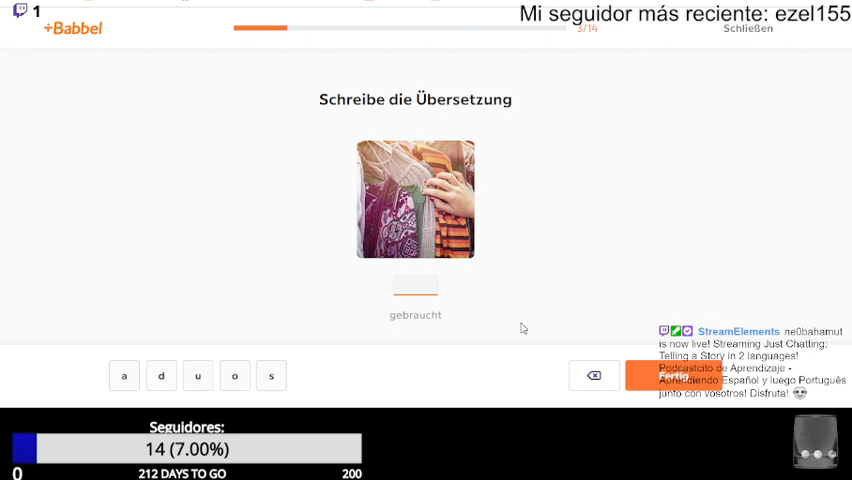 1
Mi seguidor más reciente: ezel155
÷Babbel
3/14
Schließen
Schreibe die Übersetzung
gebraucht
a d u o s
Fertig
StreamElements ne0bahamut
is now live! Streaming Just Chatting:
Telling a Story in 2 languages!
Podcastcito de Aprendizaje -
Aprendiendo Español y luego Português
junto con vosotros! Disfruta!
Seguidores:
14 (7.00%)
0 212 DAYS TO GO 200